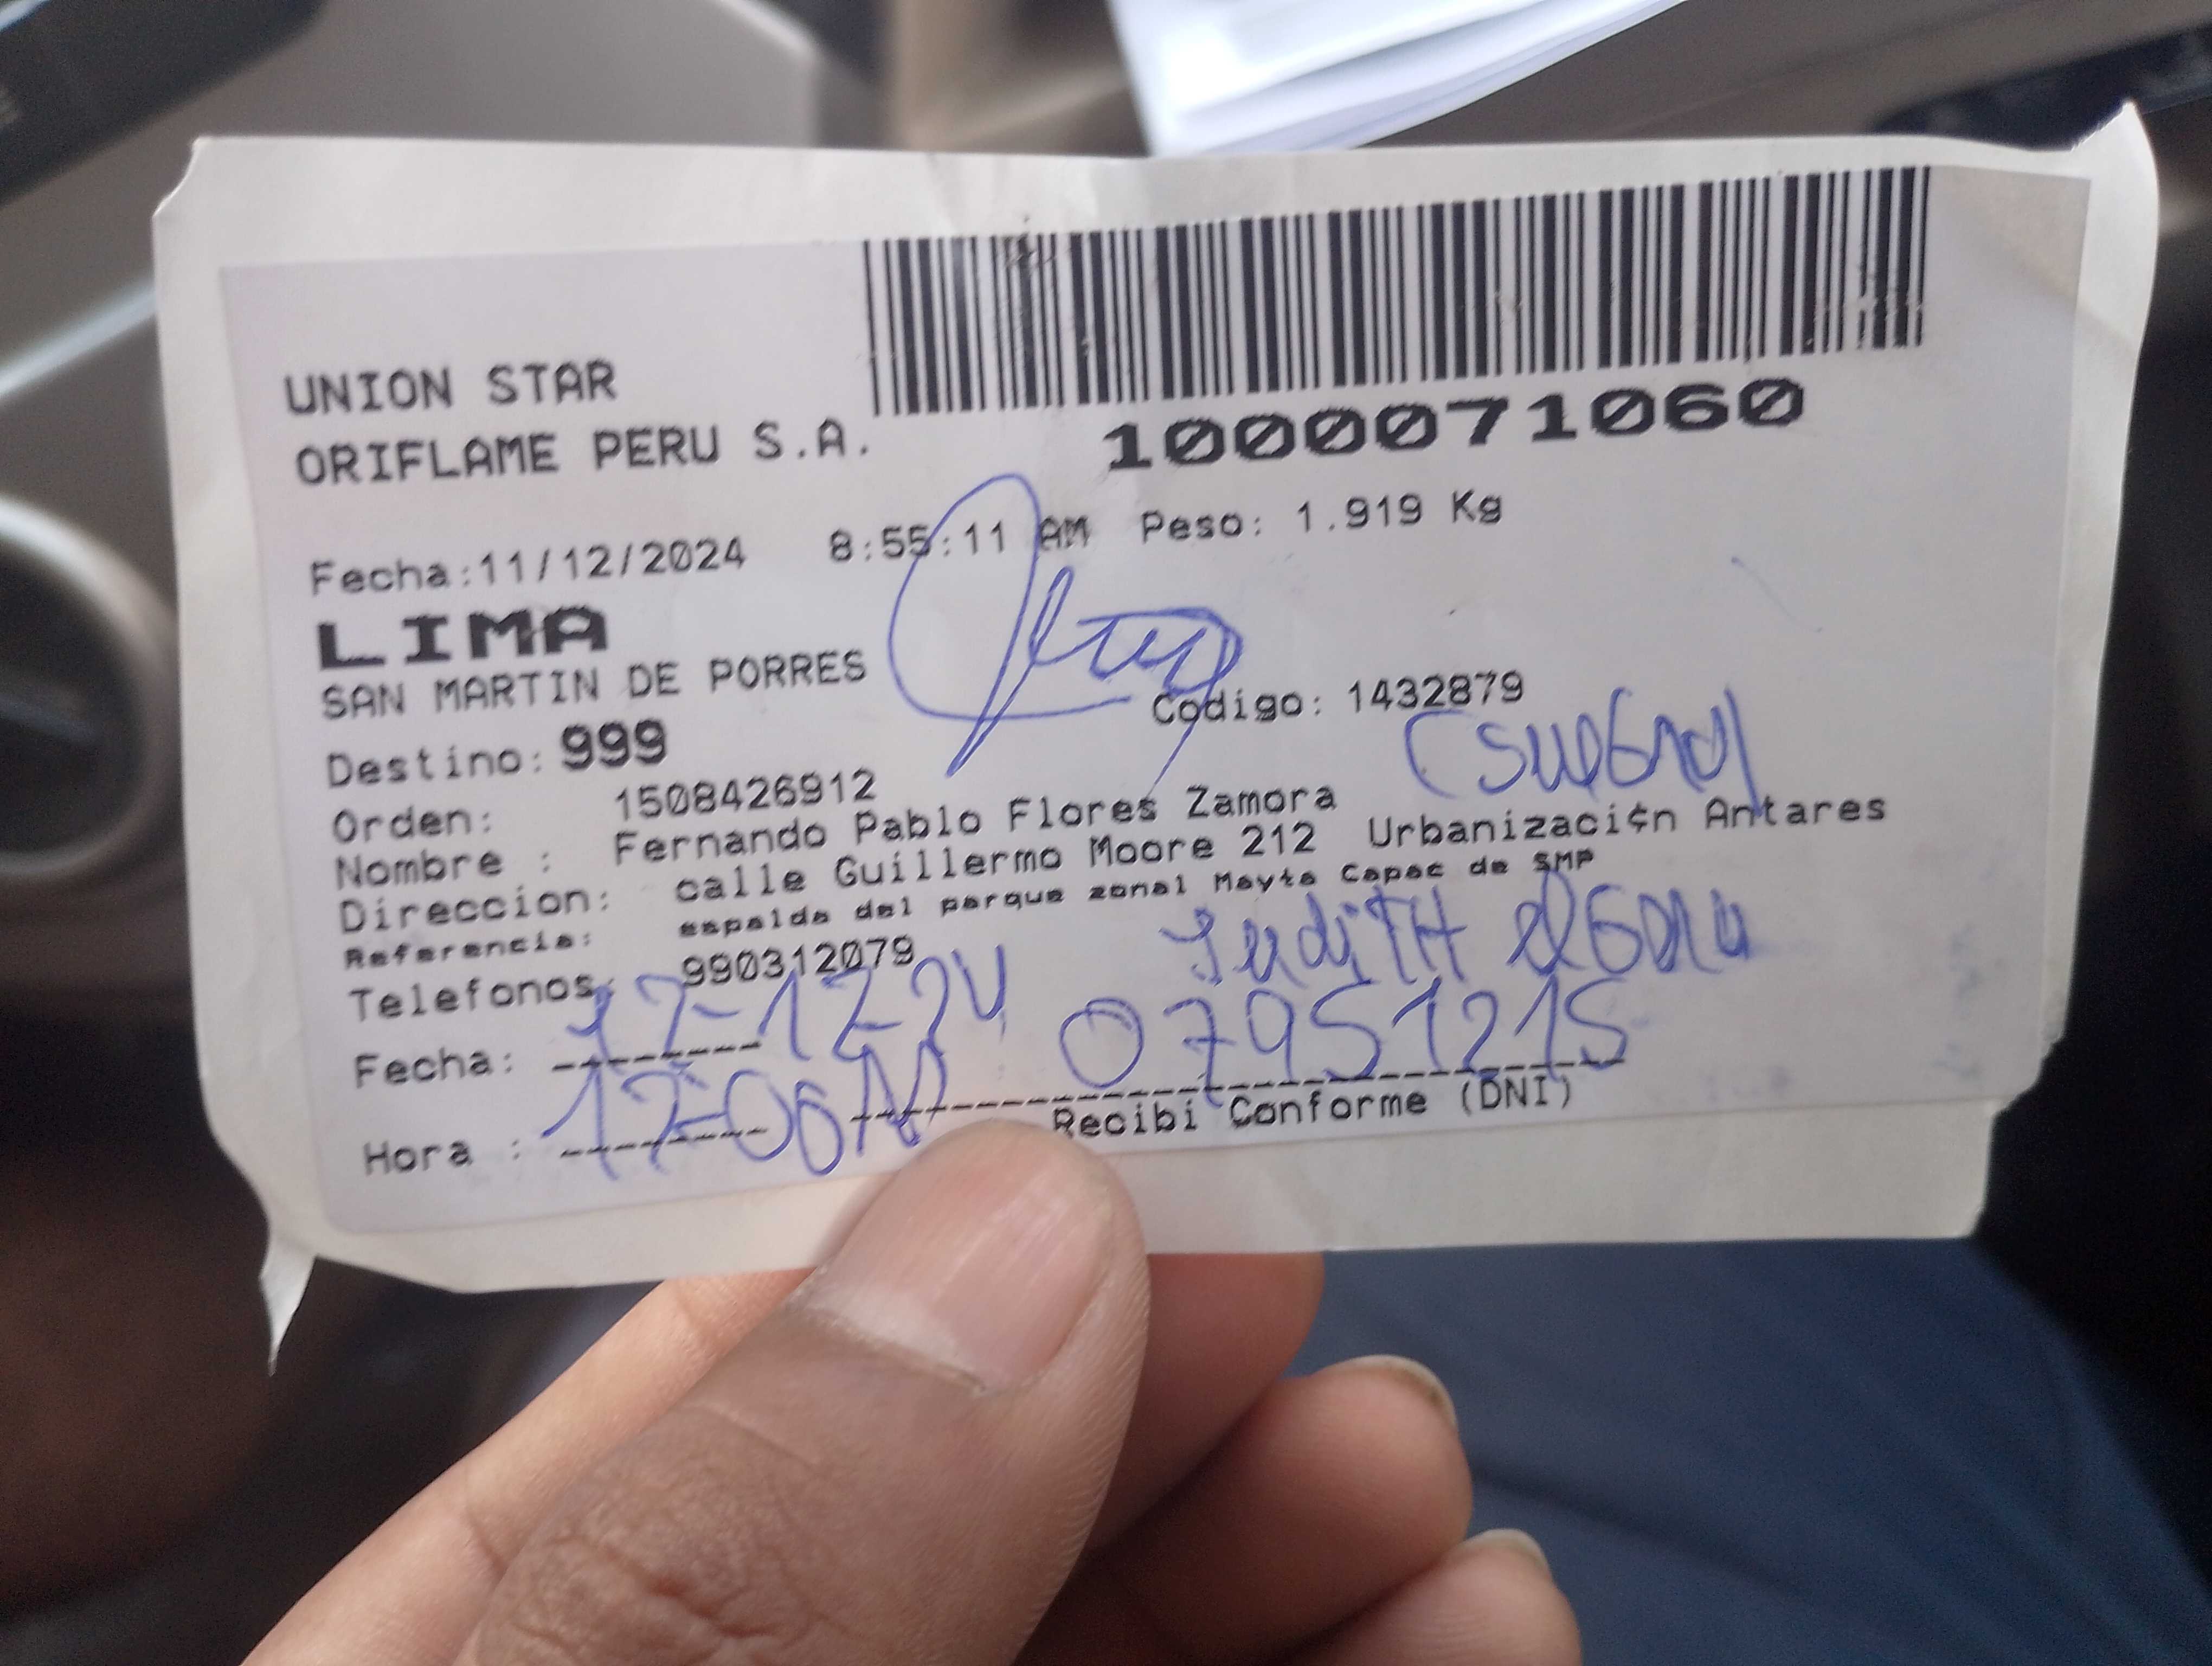 UNION STAR
ORIFLAME PERU S.A.
1000071060
Fecha:11/12/2024 8:55:11 AM Peso: 1.919 Kg
LIMA
SAN MARTIN DE PORRES
Codigo: 1432879
Destino: 999
(SUEGRA)
Orden: 1508426912
Nombre : Fernando Pablo Flores Zamora
Direccion: calle Guillermo Moore 212 Urbanizaci¢n Antares
Referencia: espalda del parque zonal Mayta Capac de SMP
Telefonos: 990312079
JudiTH
Fecha: 12-12-24 07951215
Hora : 12-06
Recibi Conforme (DNI)